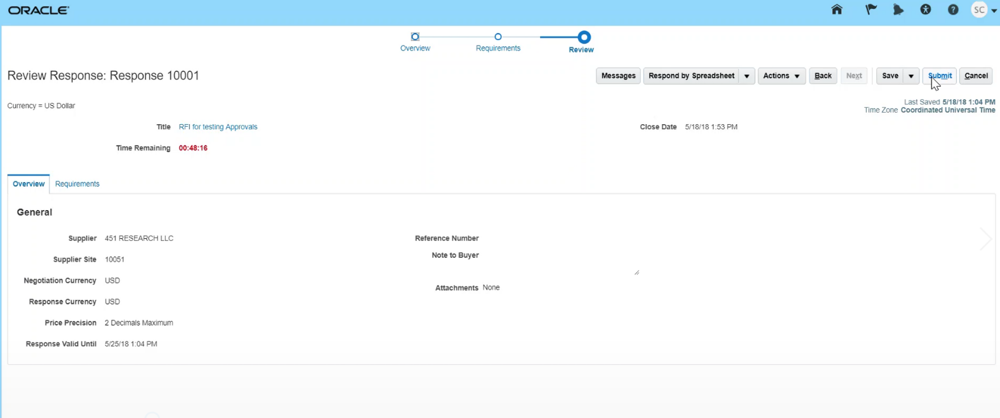 ORACLE
SC
Overview
Requirements
Review
Review Response: Response 10001
Messages
Respond by Spreadsheet
Actions
Back
Next
Save
Submit
Cancel
Currency = US Dollar
Last Saved 5/18/18 1:04 PM
Time Zone Coordinated Universal Time
Title RFI for testing Approvals
Close Date 5/18/18 1:53 PM
Time Remaining 00:48:16
Overview
Requirements
General
Supplier 451 RESEARCH LLC
Supplier Site 10051
Negotiation Currency USD
Response Currency USD
Price Precision 2 Decimals Maximum
Response Valid Until 5/25/18 1:04 PM
Reference Number
Note to Buyer
Attachments None